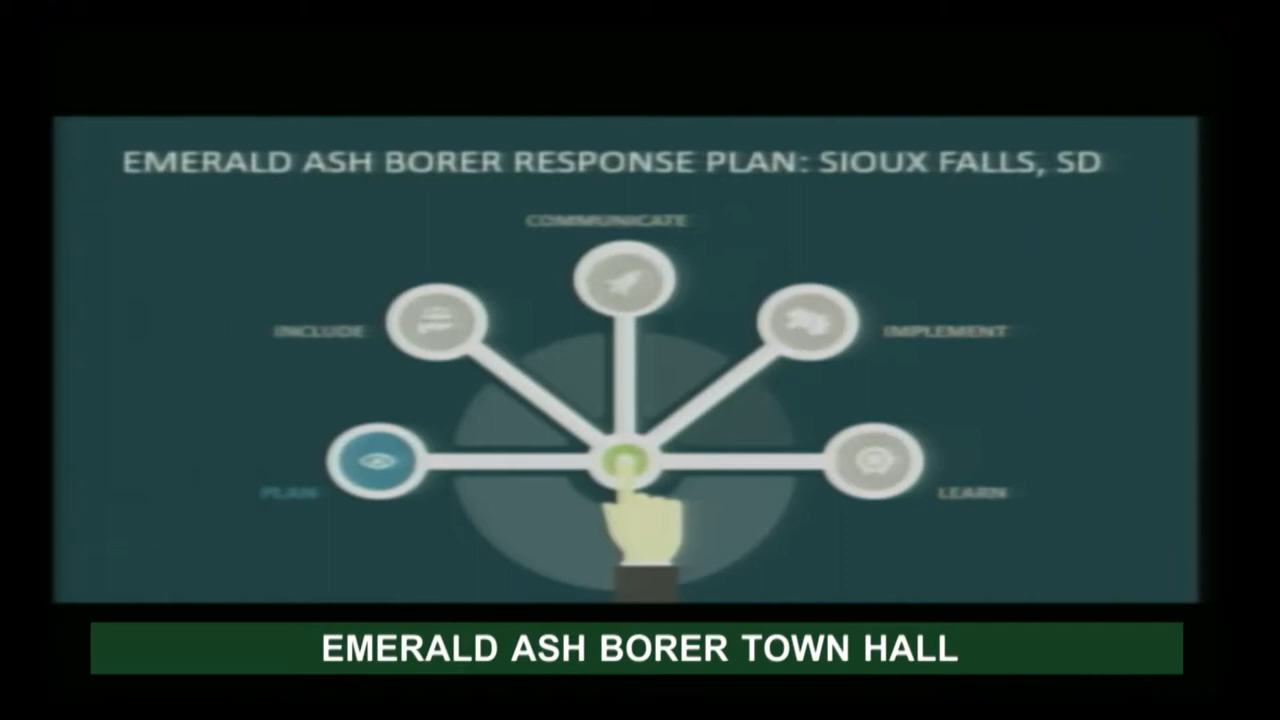 EMERALD ASH BORER RESPONSE PLAN: SIOUX FALLS, SD
COMMUNICATE
INCLUDE
IMPLEMENT
PLAN
LEARN
EMERALD ASH BORER TOWN HALL